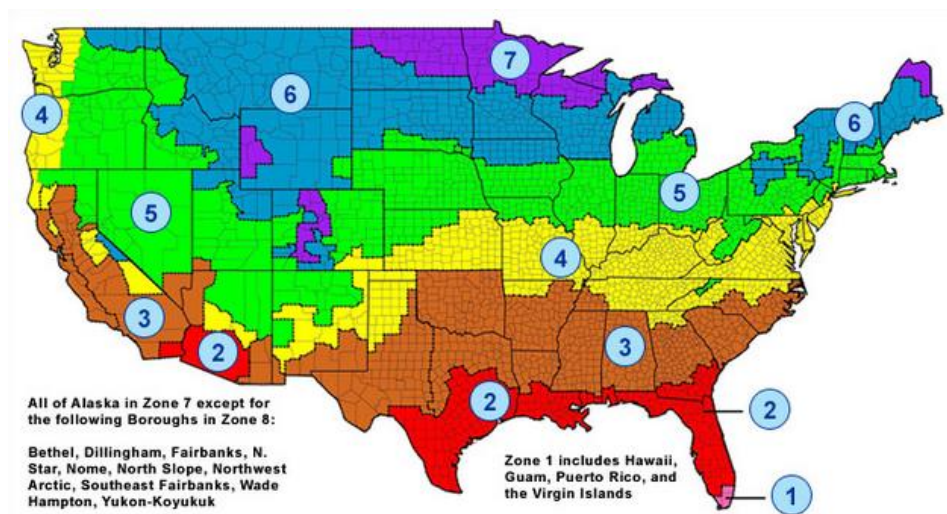 7
6
6
4
5
5
4
3
3
2
2
2
1
All of Alaska in Zone 7 except for
the following Boroughs in Zone 8:
Bethel, Dillingham, Fairbanks, N.
Star, Nome, North Slope, Northwest
Arctic, Southeast Fairbanks, Wade
Hampton, Yukon-Koyukuk
Zone 1 includes Hawaii,
Guam, Puerto Rico, and
the Virgin Islands